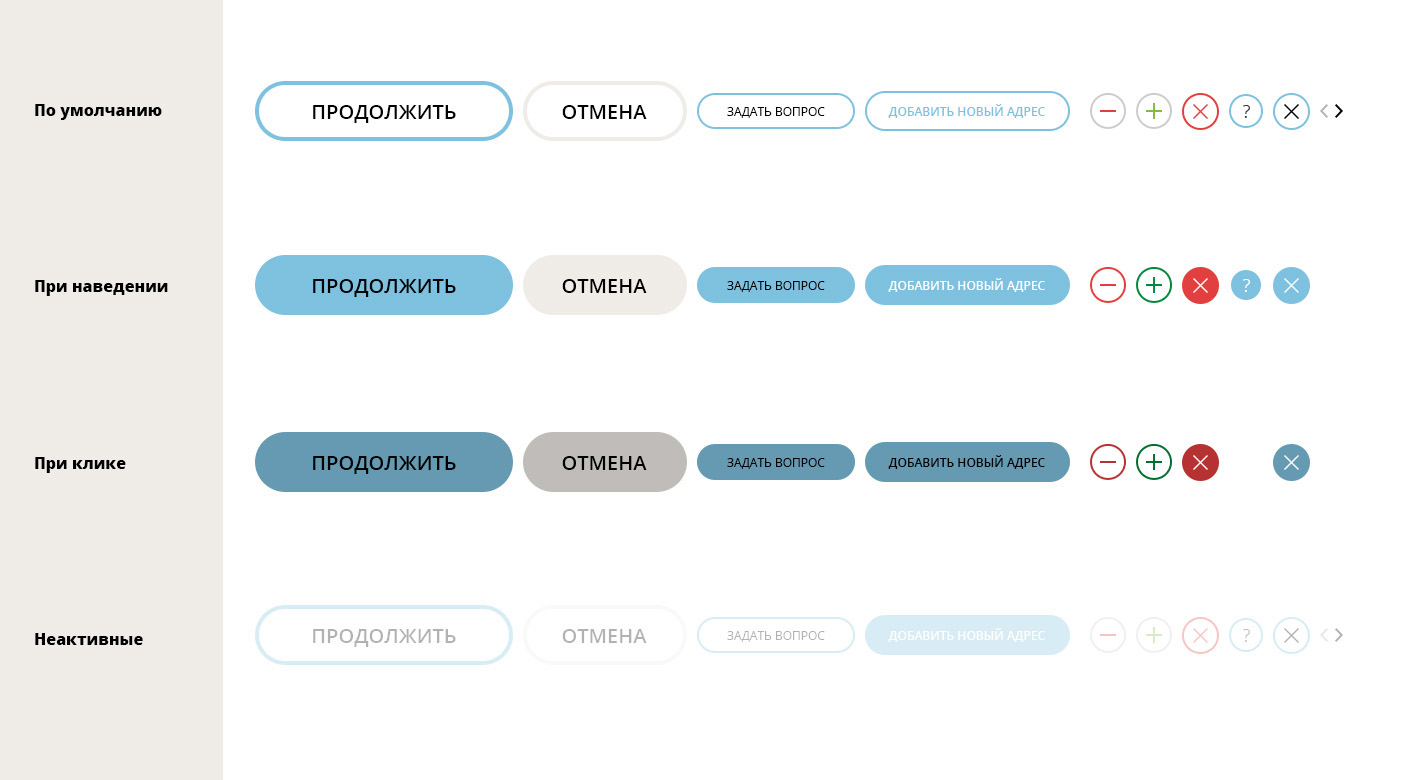 По умолчанию
ПРОДОЛЖИТЬ ОТМЕНА ЗАДАТЬ ВОПРОС ДОБАВИТЬ НОВЫЙ АДРЕС ?
При наведении
ПРОДОЛЖИТЬ ОТМЕНА ЗАДАТЬ ВОПРОС ДОБАВИТЬ НОВЫЙ АДРЕС ?
При клике
ПРОДОЛЖИТЬ ОТМЕНА ЗАДАТЬ ВОПРОС ДОБАВИТЬ НОВЫЙ АДРЕС
Неактивные
ПРОДОЛЖИТЬ ОТМЕНА ЗАДАТЬ ВОПРОС ДОБАВИТЬ НОВЫЙ АДРЕС ?